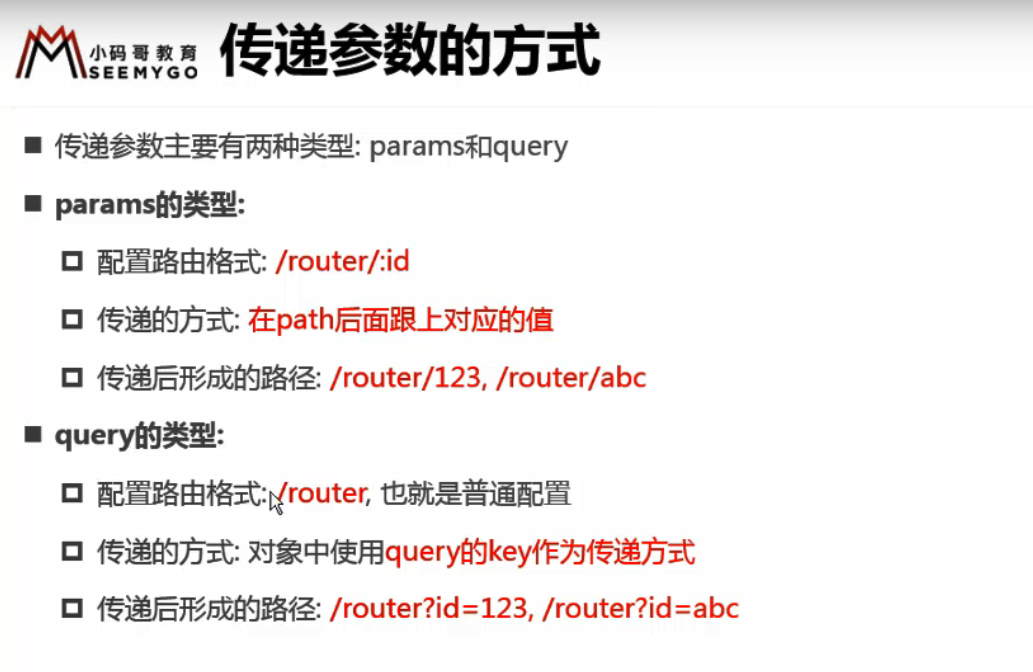 小码哥教育
SEEMYGO
传递参数的方式
传递参数主要有两种类型: params和query
params的类型:
配置路由格式: /router/:id
传递的方式: 在path后面跟上对应的值
传递后形成的路径: /router/123, /router/abc
query的类型:
配置路由格式: /router, 也就是普通配置
传递的方式: 对象中使用query的key作为传递方式
传递后形成的路径: /router?id=123, /router?id=abc